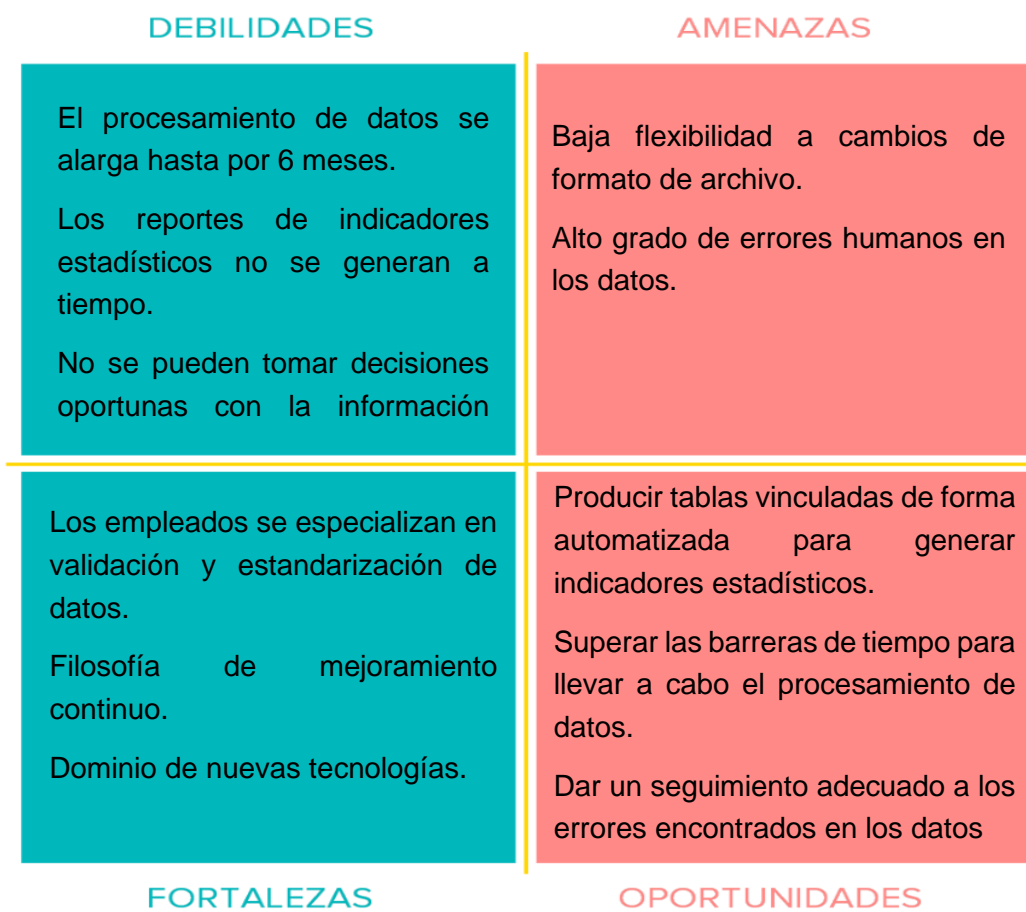 DEBILIDADES
El procesamiento de datos se
alarga hasta por 6 meses.
Los reportes de indicadores
estadísticos no se generan a
tiempo.
No se pueden tomar decisiones
oportunas con la información
AMENAZAS
Baja flexibilidad a cambios de
formato de archivo.
Alto grado de errores humanos en
los datos.
Los empleados se especializan en
validación y estandarización de
datos.
Filosofía de mejoramiento
continuo.
Dominio de nuevas tecnologías.
FORTALEZAS
Producir tablas vinculadas de forma
automatizada para generar
indicadores estadísticos.
Superar las barreras de tiempo para
llevar a cabo el procesamiento de
datos.
Dar un seguimiento adecuado a los
errores encontrados en los datos
OPORTUNIDADES